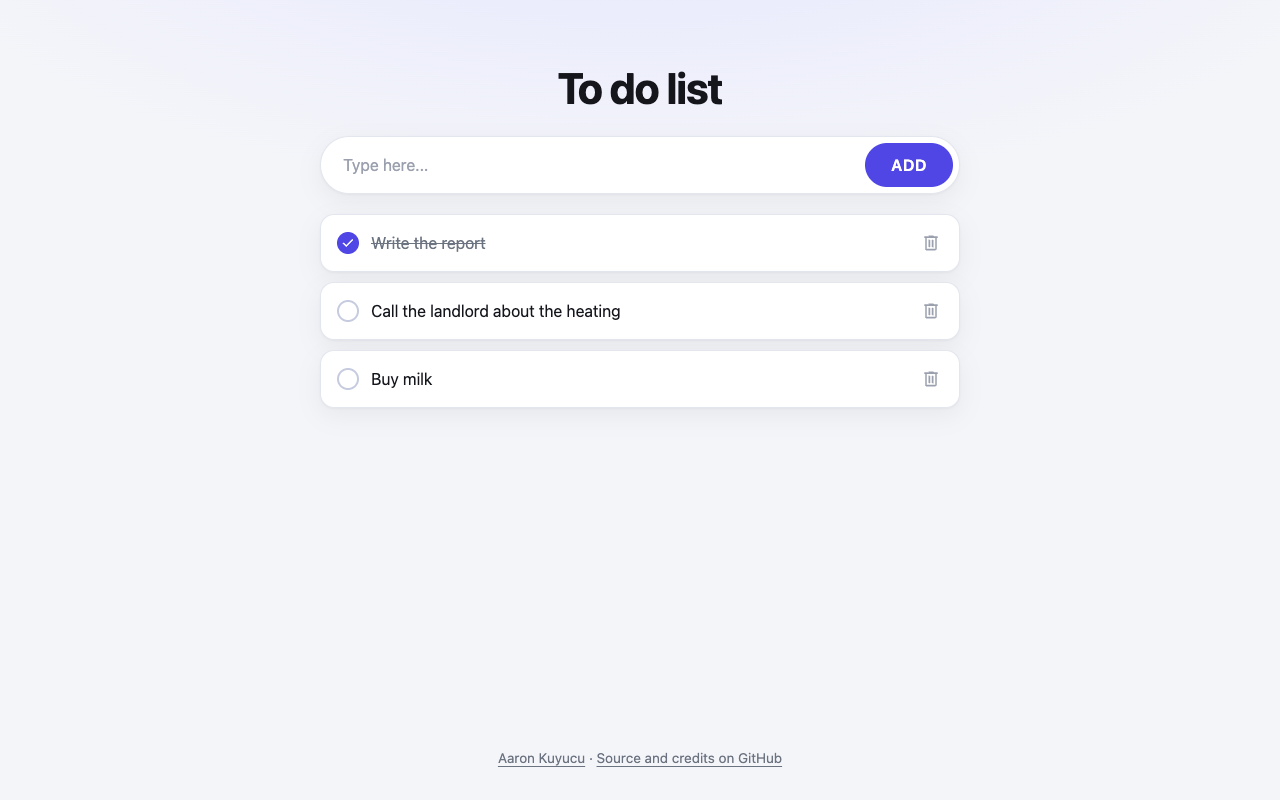 To do list
Type here...
ADD
Write the report
Call the landlord about the heating
Buy milk
Aaron Kuyucu · Source and credits on GitHub